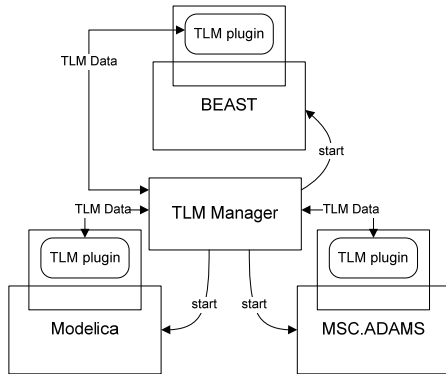 TLM plugin
TLM Data
BEAST
start
TLM Manager
TLM Data
TLM Data
TLM plugin
TLM plugin
start
start
Modelica
MSC.ADAMS